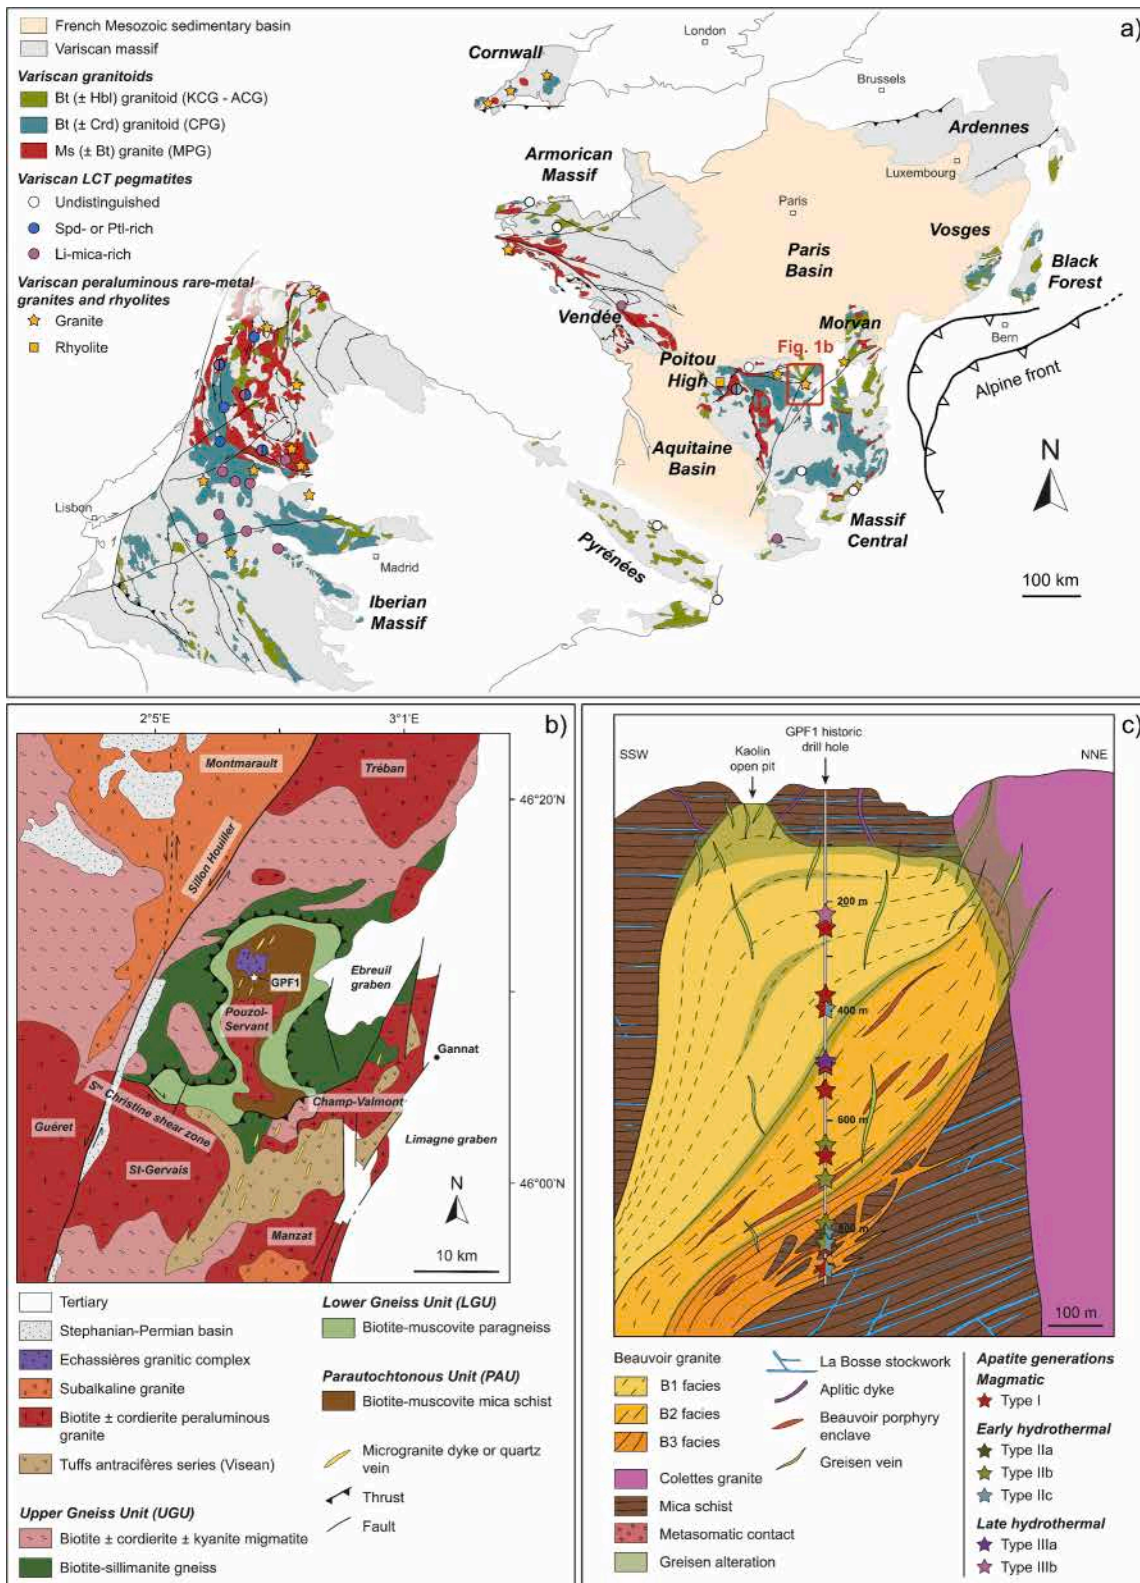 a)
French Mesozoic sedimentary basin
Variscan massif
Variscan granitoids
Bt (± Hbl) granitoid (KCG - ACG)
Bt (± Crd) granitoid (CPG)
Ms (± Bt) granite (MPG)
Variscan LCT pegmatites
Undistinguished
Spd- or Ptl-rich
Li-mica-rich
Variscan peraluminous rare-metal
granites and rhyolites
Granite
Rhyolite
London
Cornwall
Brussels
Ardennes
Luxembourg
Armorican
Massif
Paris
Paris
Basin
Vosges
Black
Forest
Vendée
Morvan
Bern
Fig. 1b
Poitou
High
Alpine front
Aquitaine
Basin
N
Lisbon
Massif
Central
Pyrénées
Madrid
Iberian
Massif
100 km
b)
2°5'E
3°1'E
Montmarault
Tréban
46°20'N
Sillon Houiller
GPF1
Ebreuil
graben
Pouzol-
Servant
Gannat
Ste Christine shear zone
Champ-Valmont
Guéret
Limagne graben
St-Gervais
N
46°00'N
Manzat
10 km
Tertiary
Stephanian-Permian basin
Echassières granitic complex
Subalkaline granite
Biotite ± cordierite peraluminous
granite
Tuffs antracifères series (Visean)
Upper Gneiss Unit (UGU)
Biotite ± cordierite ± kyanite migmatite
Biotite-sillimanite gneiss
Lower Gneiss Unit (LGU)
Biotite-muscovite paragneiss
Parautochtonous Unit (PAU)
Biotite-muscovite mica schist
Microgranite dyke or quartz
vein
Thrust
Fault
c)
GPF1 historic
drill hole
SSW
Kaolin
open pit
NNE
200 m
400 m
600 m
800 m
100 m
Beauvoir granite
B1 facies
B2 facies
B3 facies
Colettes granite
Mica schist
Metasomatic contact
Greisen alteration
La Bosse stockwork
Aplitic dyke
Beauvoir porphyry
enclave
Greisen vein
Apatite generations
Magmatic
Type I
Early hydrothermal
Type IIa
Type IIb
Type IIc
Late hydrothermal
Type IIIa
Type IIIb